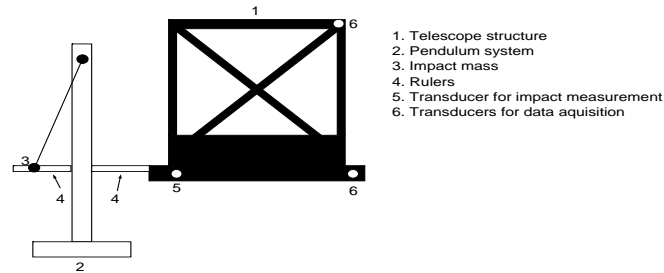 1
6
1. Telescope structure
2. Pendulum system
3. Impact mass
4. Rulers
5. Transducer for impact measurement
6. Transducers for data aquisition
3
4
4
5
6
2